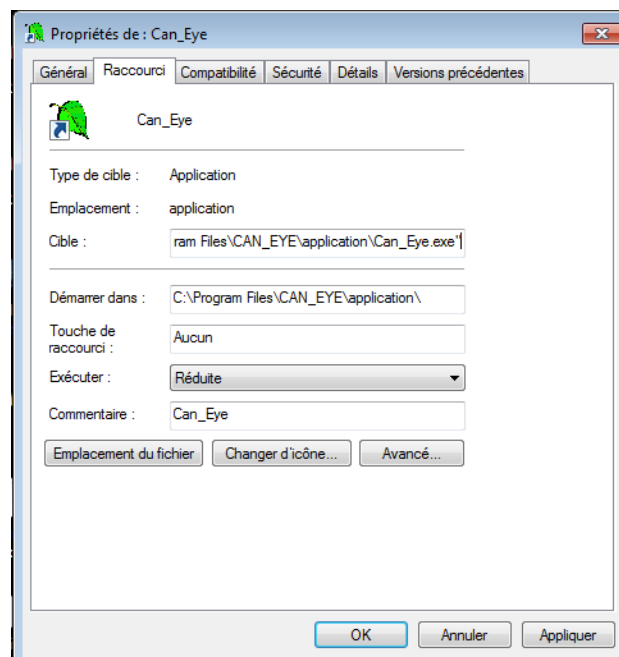 Propriétés de : Can_Eye
Général Raccourci Compatibilité Sécurité Détails Versions précédentes
Can_Eye
Type de cible : Application
Emplacement : application
Cible : ram Files\CAN_EYE\application\Can_Eye.exe"
Démarrer dans : C:\Program Files\CAN_EYE\application\
Touche de
raccourci : Aucun
Exécuter : Réduite
Commentaire : Can_Eye
Emplacement du fichier Changer d'icône... Avancé...
OK Annuler Appliquer